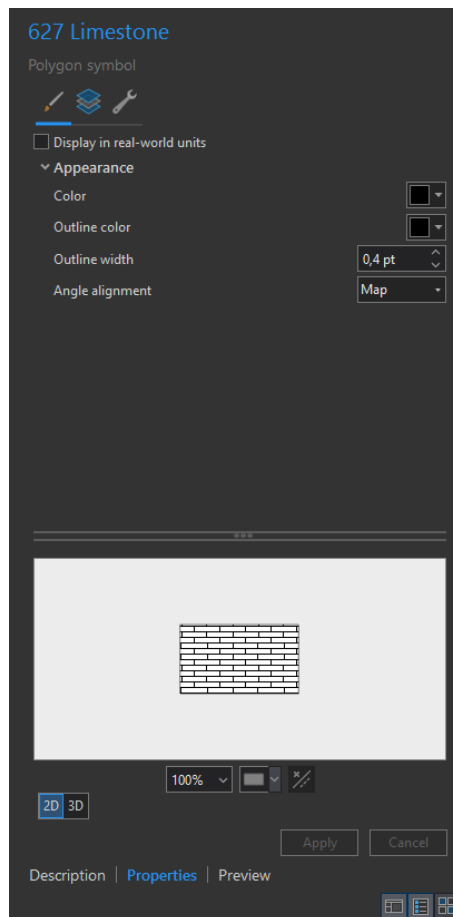 627 Limestone
Polygon symbol
Display in real-world units
Appearance
Color
Outline color
Outline width 0,4 pt
Angle alignment Map
100%
2D 3D
Apply Cancel
Description | Properties | Preview